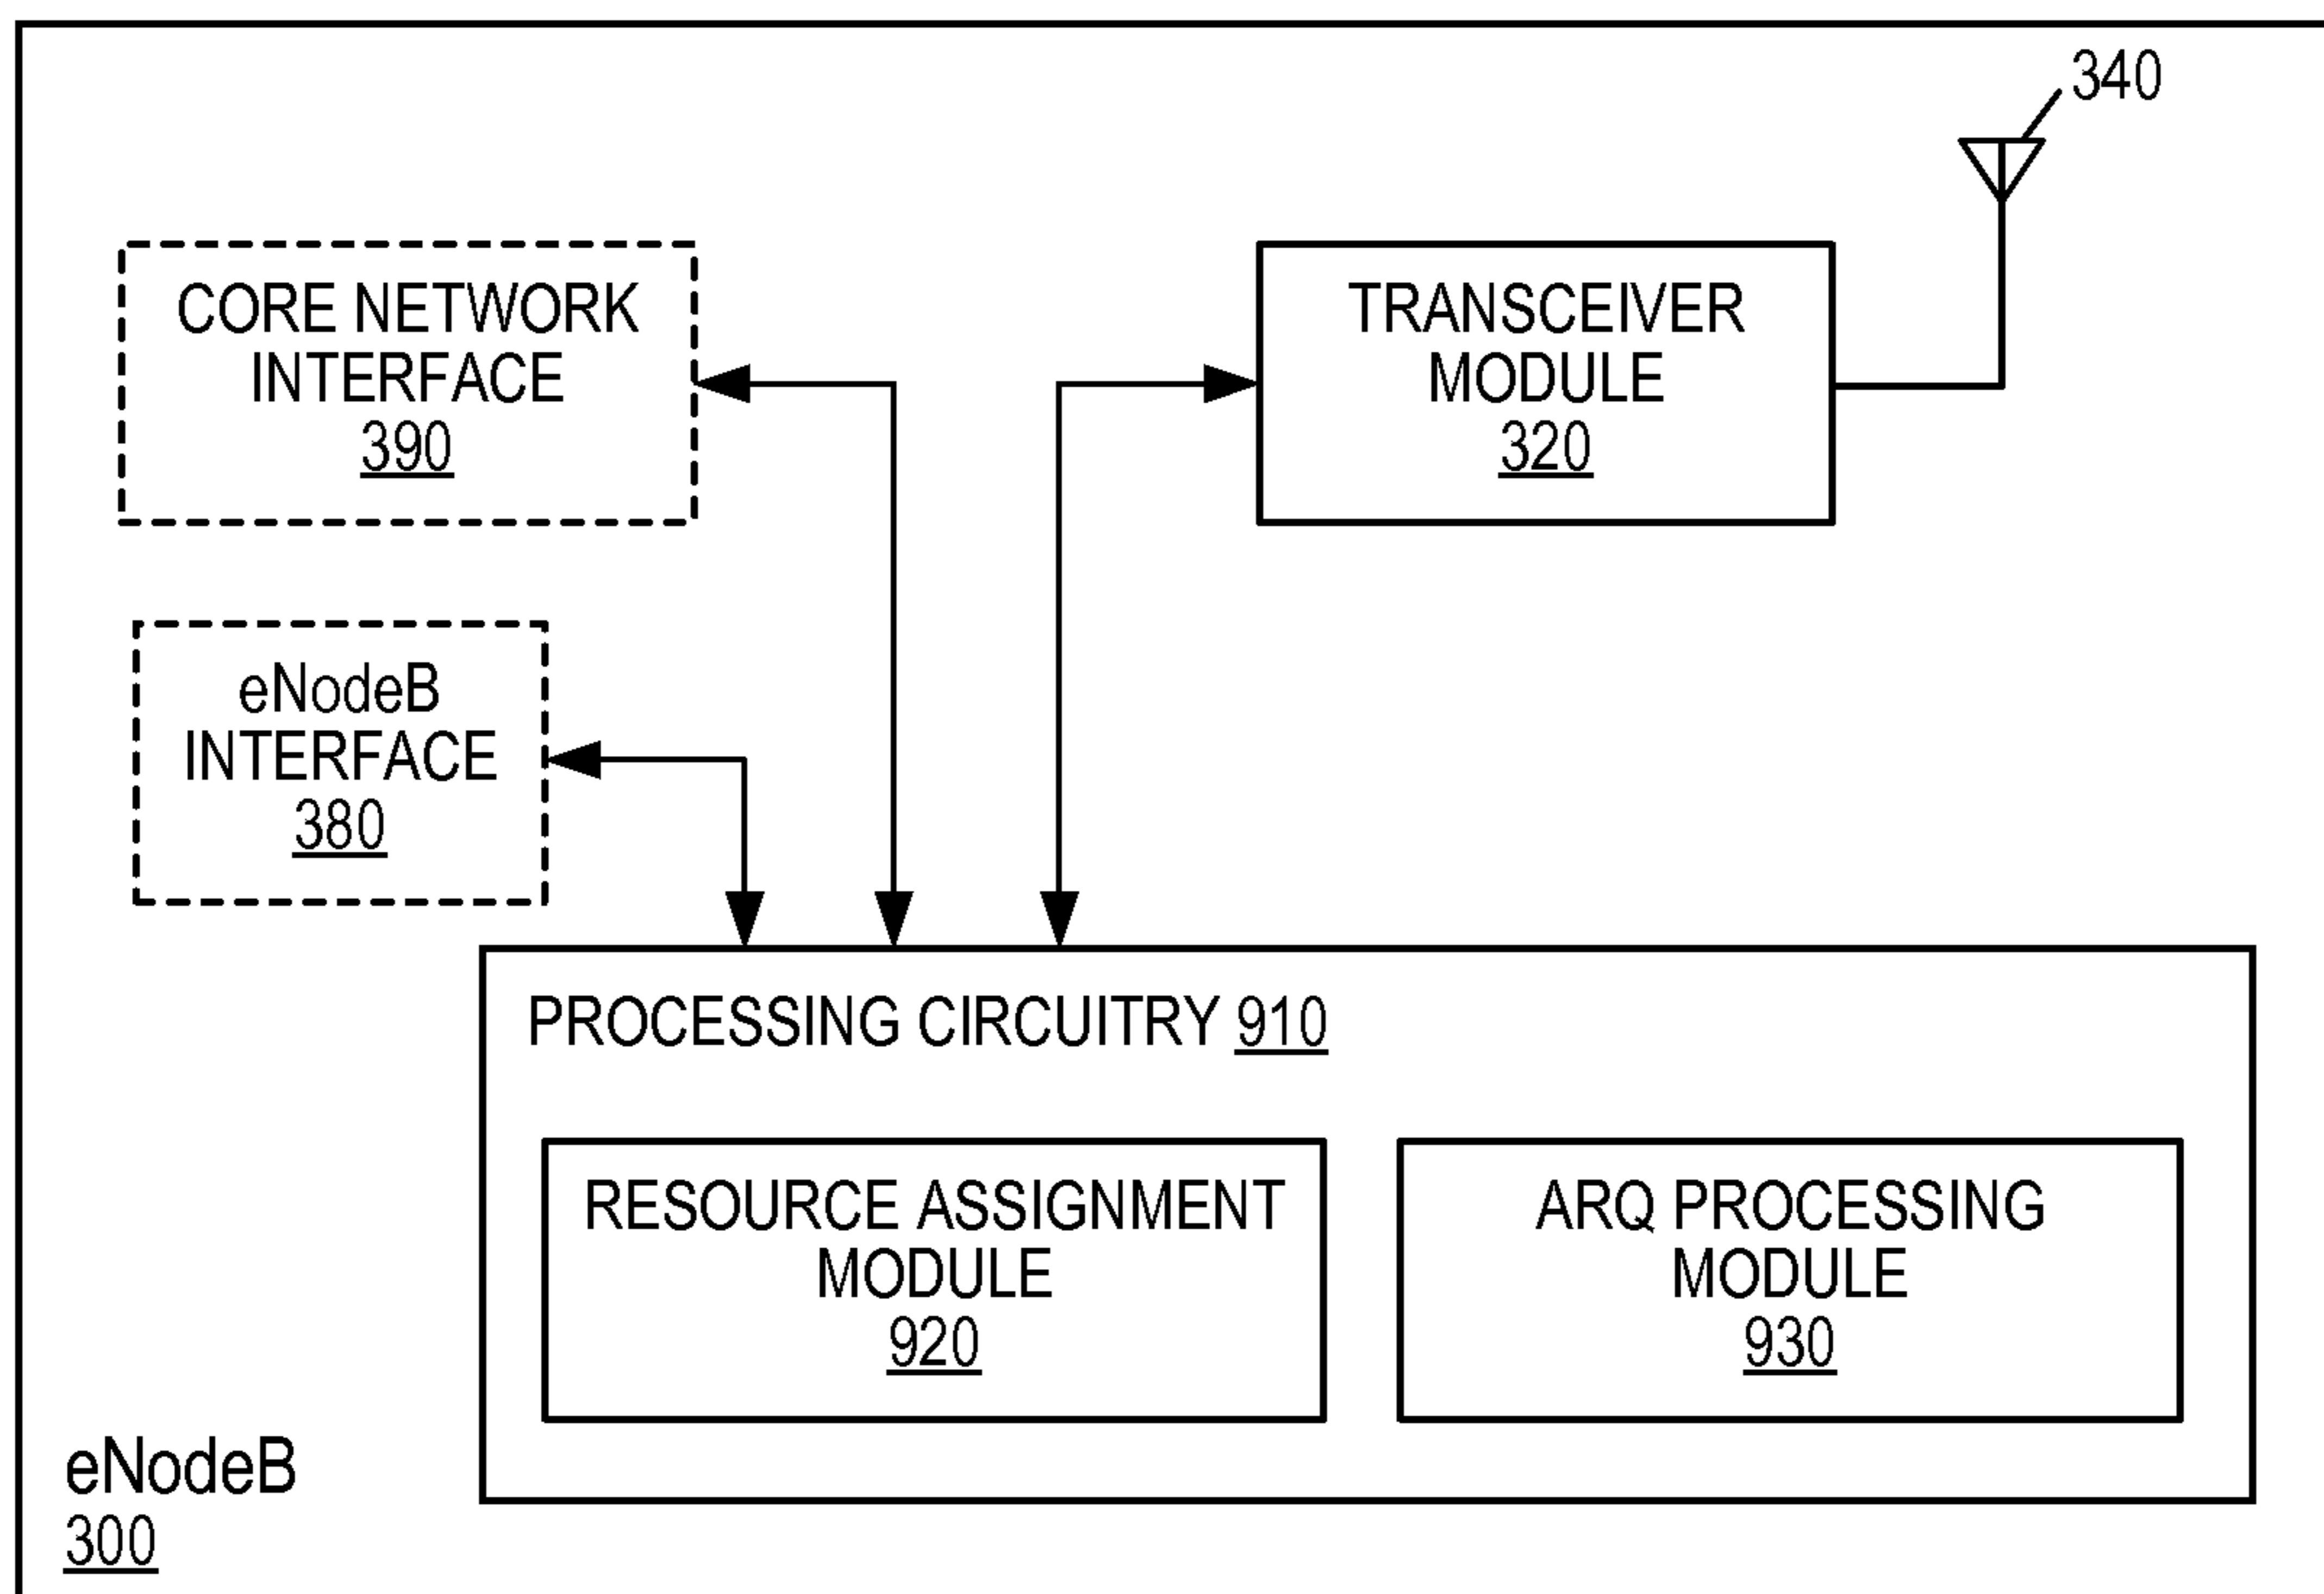 340
CORE NETWORK
INTERFACE
390
TRANSCEIVER
MODULE
320
eNodeB
INTERFACE
380
PROCESSING CIRCUITRY 910
RESOURCE ASSIGNMENT
MODULE
920
ARQ PROCESSING
MODULE
930
eNodeB
300